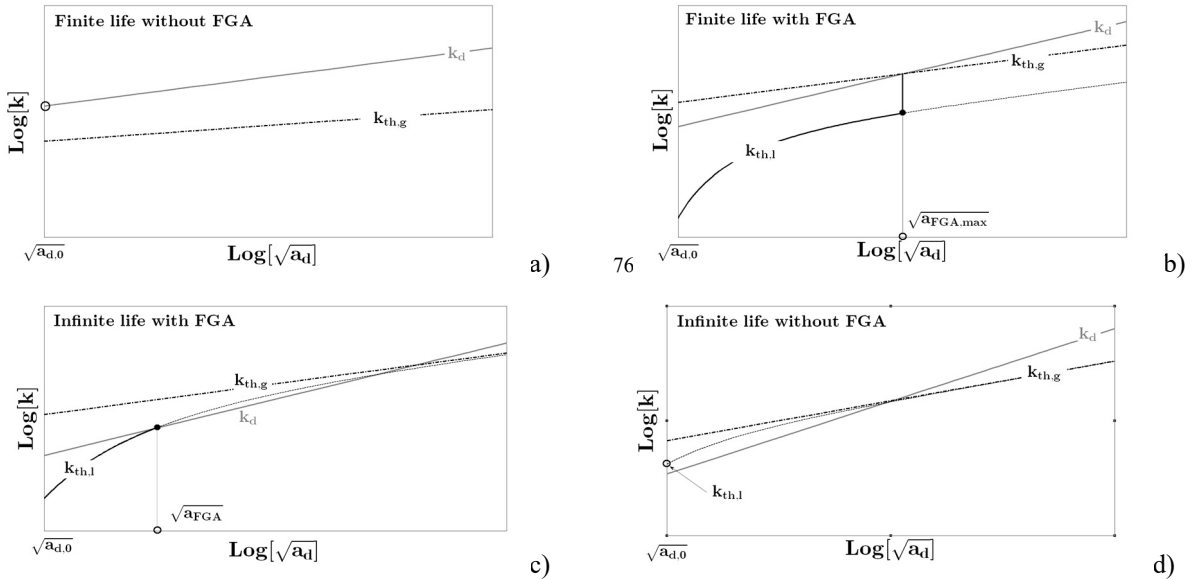 Finite life without FGA
k_d
k_th,g
Log[k]
√a_d,0
Log[√a_d]
a)
Finite life with FGA
k_d
k_th,g
k_th,l
Log[k]
√a_FGA,max
√a_d,0
Log[√a_d]
76
b)
Infinite life with FGA
k_th,g
k_d
k_th,l
Log[k]
√a_FGA
√a_d,0
Log[√a_d]
c)
Infinite life without FGA
k_d
k_th,g
k_th,l
Log[k]
√a_d,0
Log[√a_d]
d)